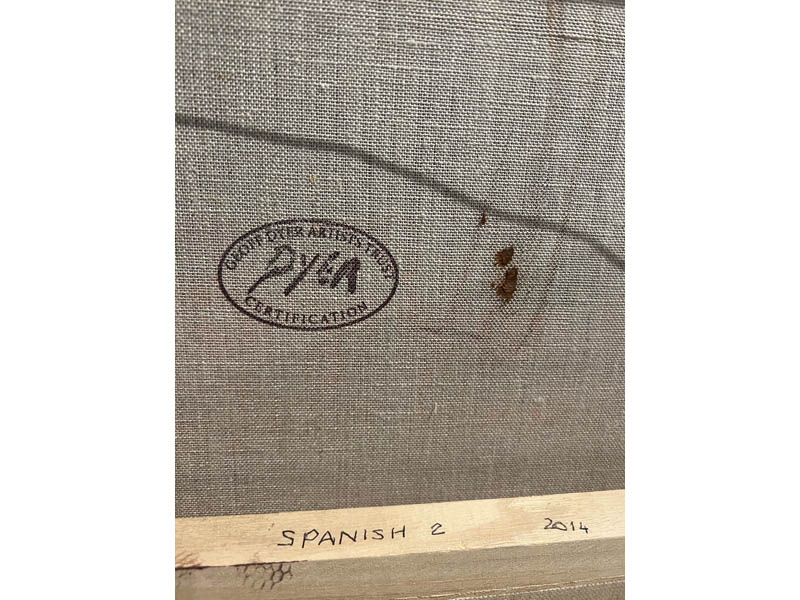 GEOFF DYER ARTISTS TRUST
DYER
CERTIFICATION
SPANISH 2 2014